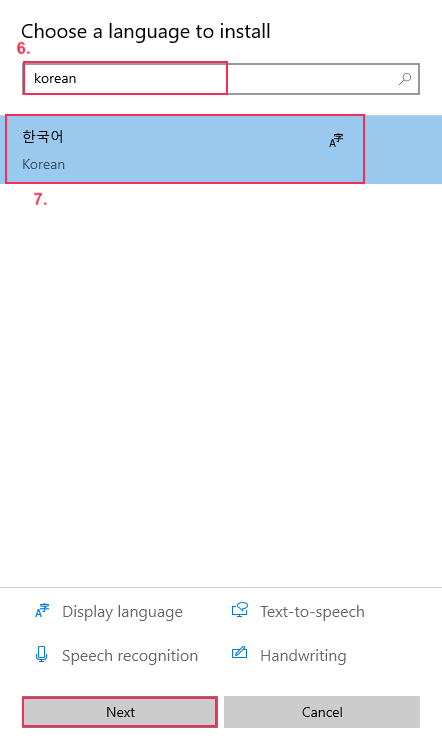 Choose a language to install
6.
korean
한국어
Korean
7.
Display language
Text-to-speech
Speech recognition
Handwriting
Next
Cancel